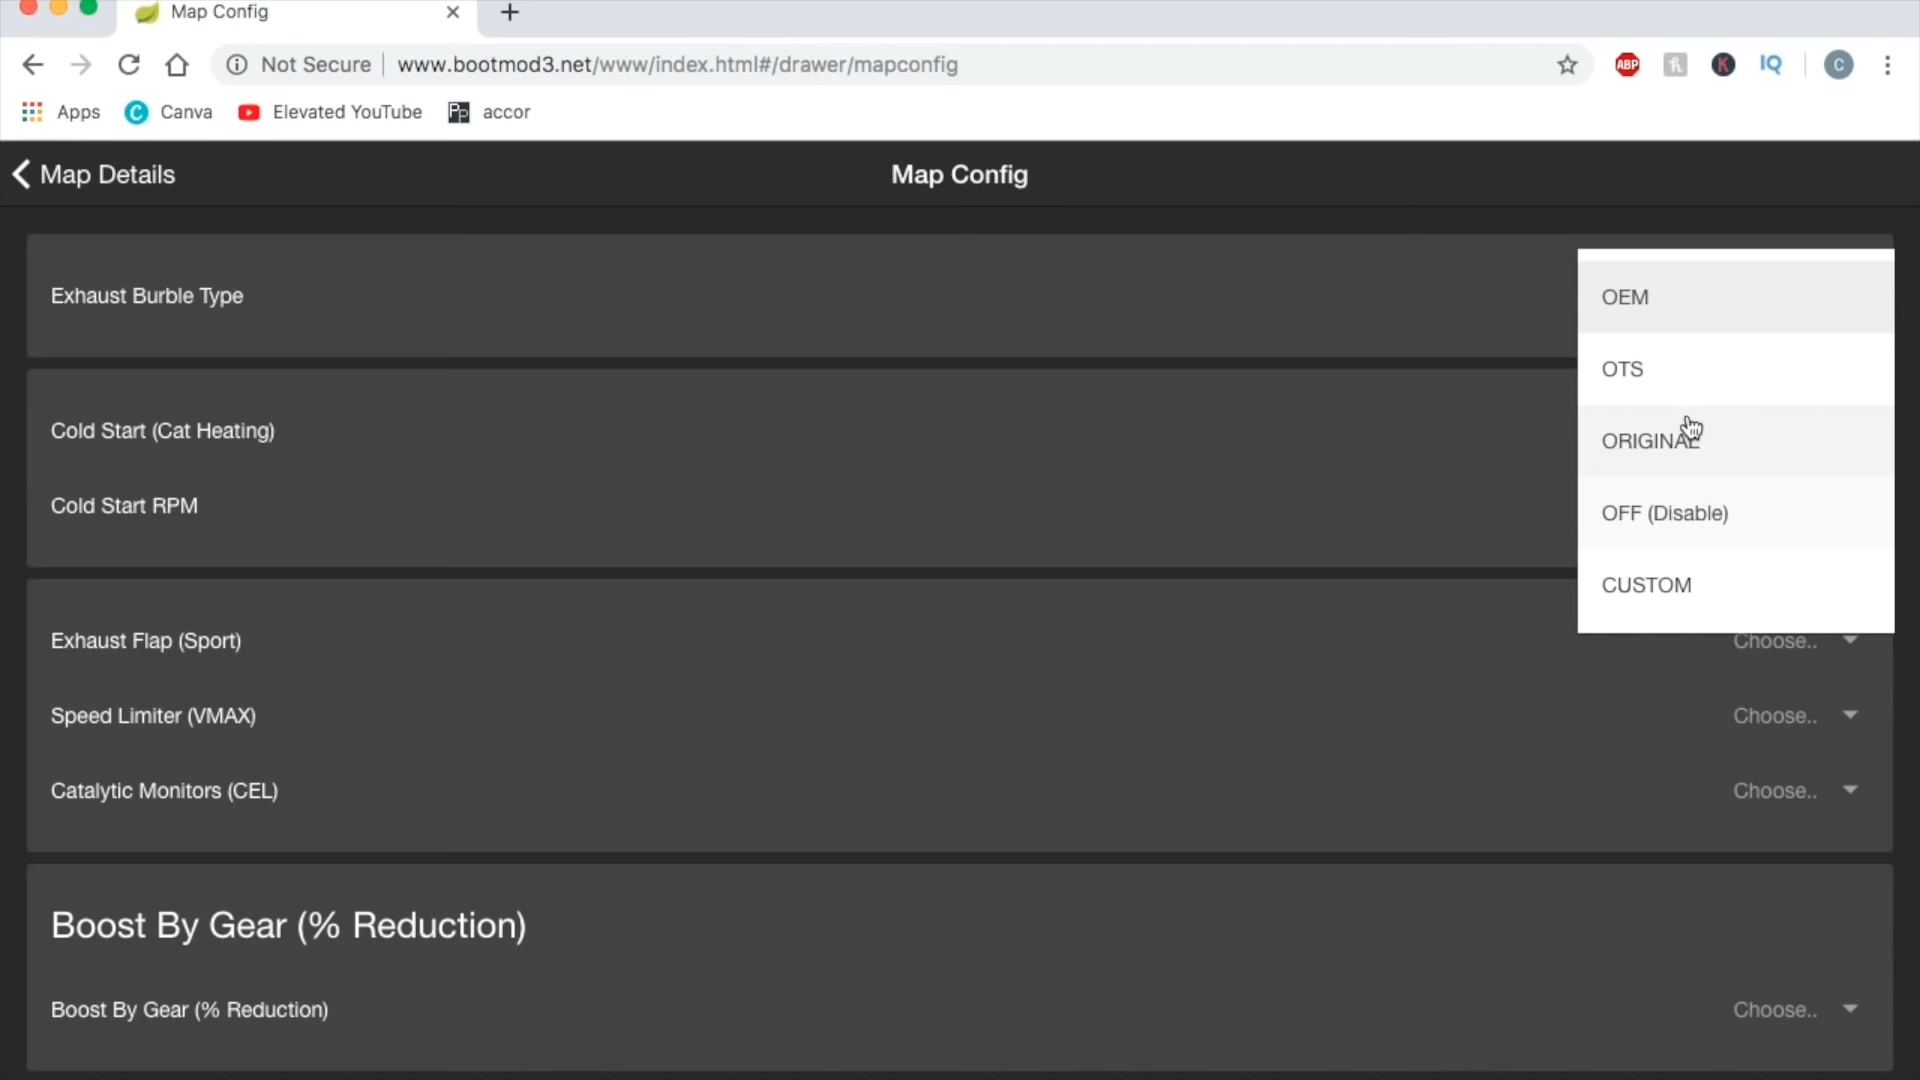 Map Config
Not Secure www.bootmod3.net/www/index.html#/drawer/mapconfig
ABP
K
IQ
C
Apps
C
Canva
Elevated YouTube
Pp
accor
Map Details
Map Config
Exhaust Burble Type
OEM
OTS
Cold Start (Cat Heating)
ORIGINAL
Cold Start RPM
OFF (Disable)
CUSTOM
Exhaust Flap (Sport)
Choose..
Speed Limiter (VMAX)
Choose..
Catalytic Monitors (CEL)
Choose..
Boost By Gear (% Reduction)
Boost By Gear (% Reduction)
Choose..